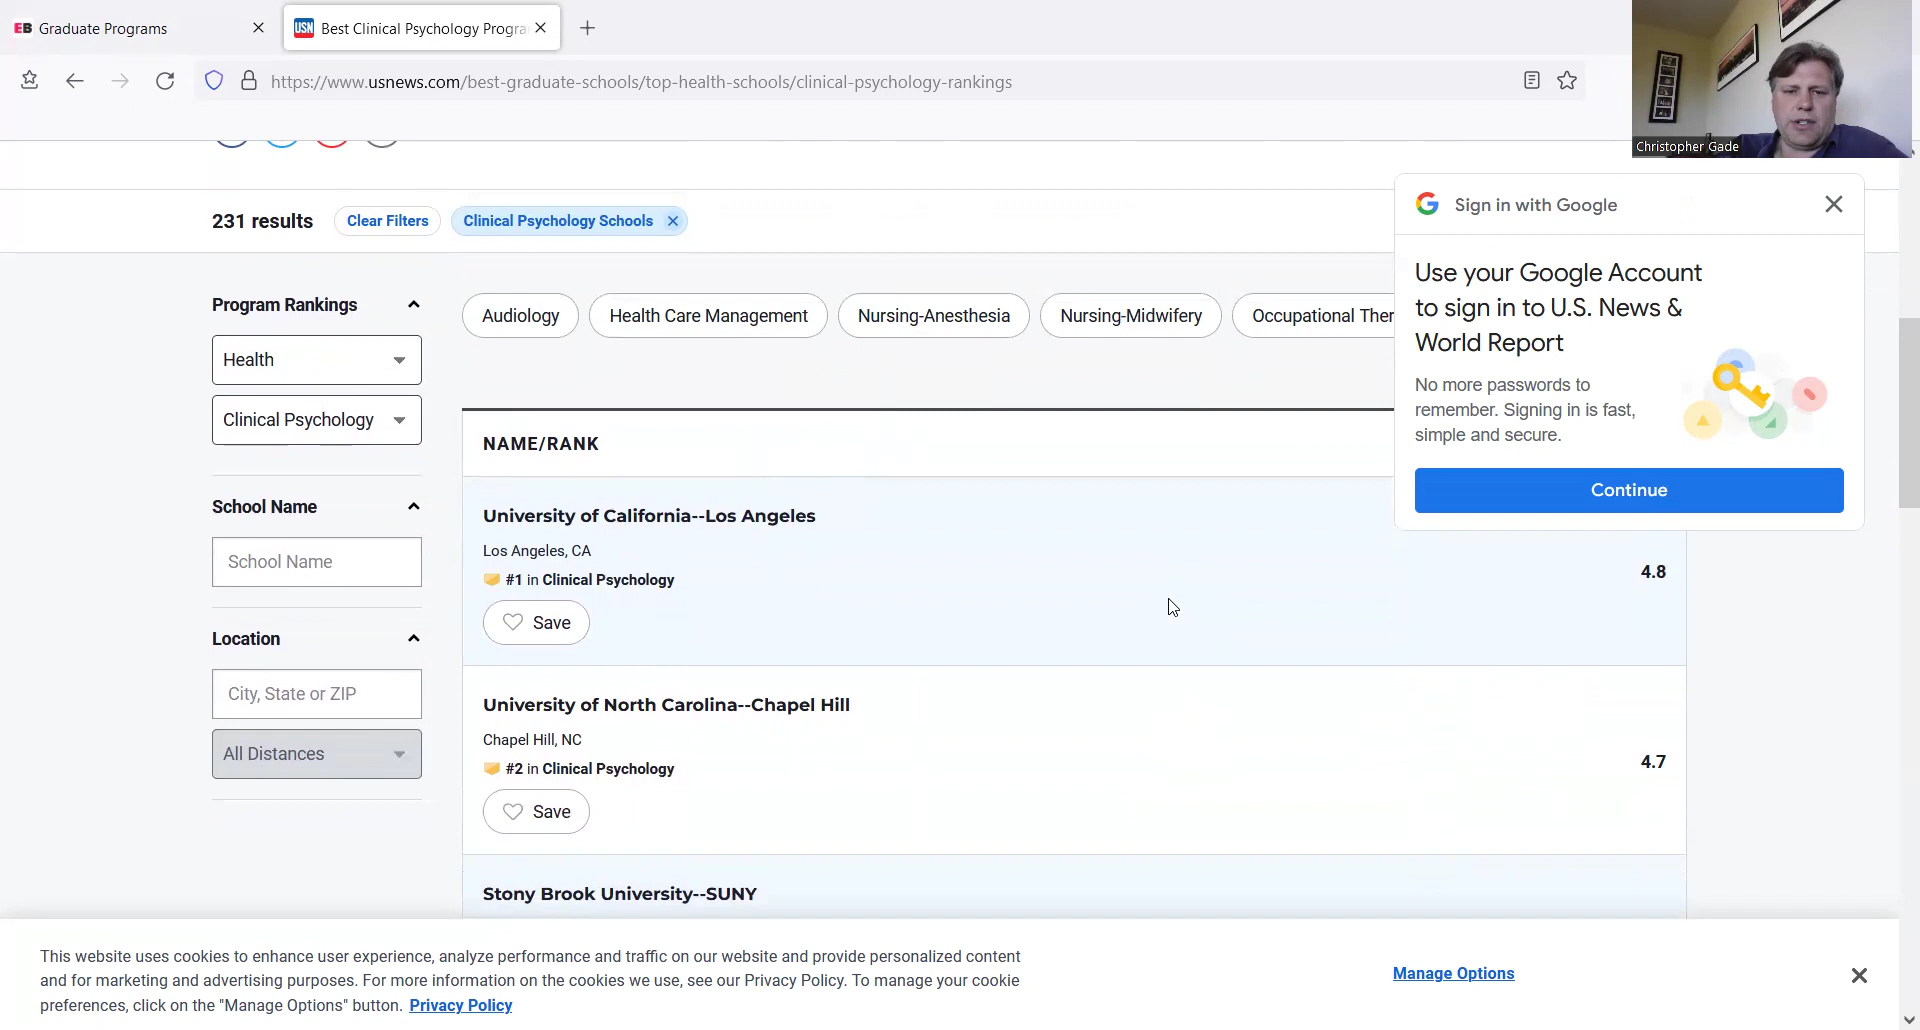 EB Graduate Programs
USN Best Clinical Psychology Progra
https://www.usnews.com/best-graduate-schools/top-health-schools/clinical-psychology-rankings
Christopher Gade
231 results
Clear Filters
Clinical Psychology Schools
Sign in with Google
Use your Google Account
to sign in to U.S. News &
World Report
No more passwords to
remember. Signing in is fast,
simple and secure.
Continue
Program Rankings
Health
Clinical Psychology
School Name
School Name
Location
City, State or ZIP
All Distances
Audiology
Health Care Management
Nursing-Anesthesia
Nursing-Midwifery
Occupational Ther
NAME/RANK
University of California--Los Angeles
Los Angeles, CA
#1 in Clinical Psychology
4.8
Save
University of North Carolina--Chapel Hill
Chapel Hill, NC
#2 in Clinical Psychology
4.7
Save
Stony Brook University--SUNY
This website uses cookies to enhance user experience, analyze performance and traffic on our website and provide personalized content
and for marketing and advertising purposes. For more information on the cookies we use, see our Privacy Policy. To manage your cookie
preferences, click on the "Manage Options" button. Privacy Policy
Manage Options